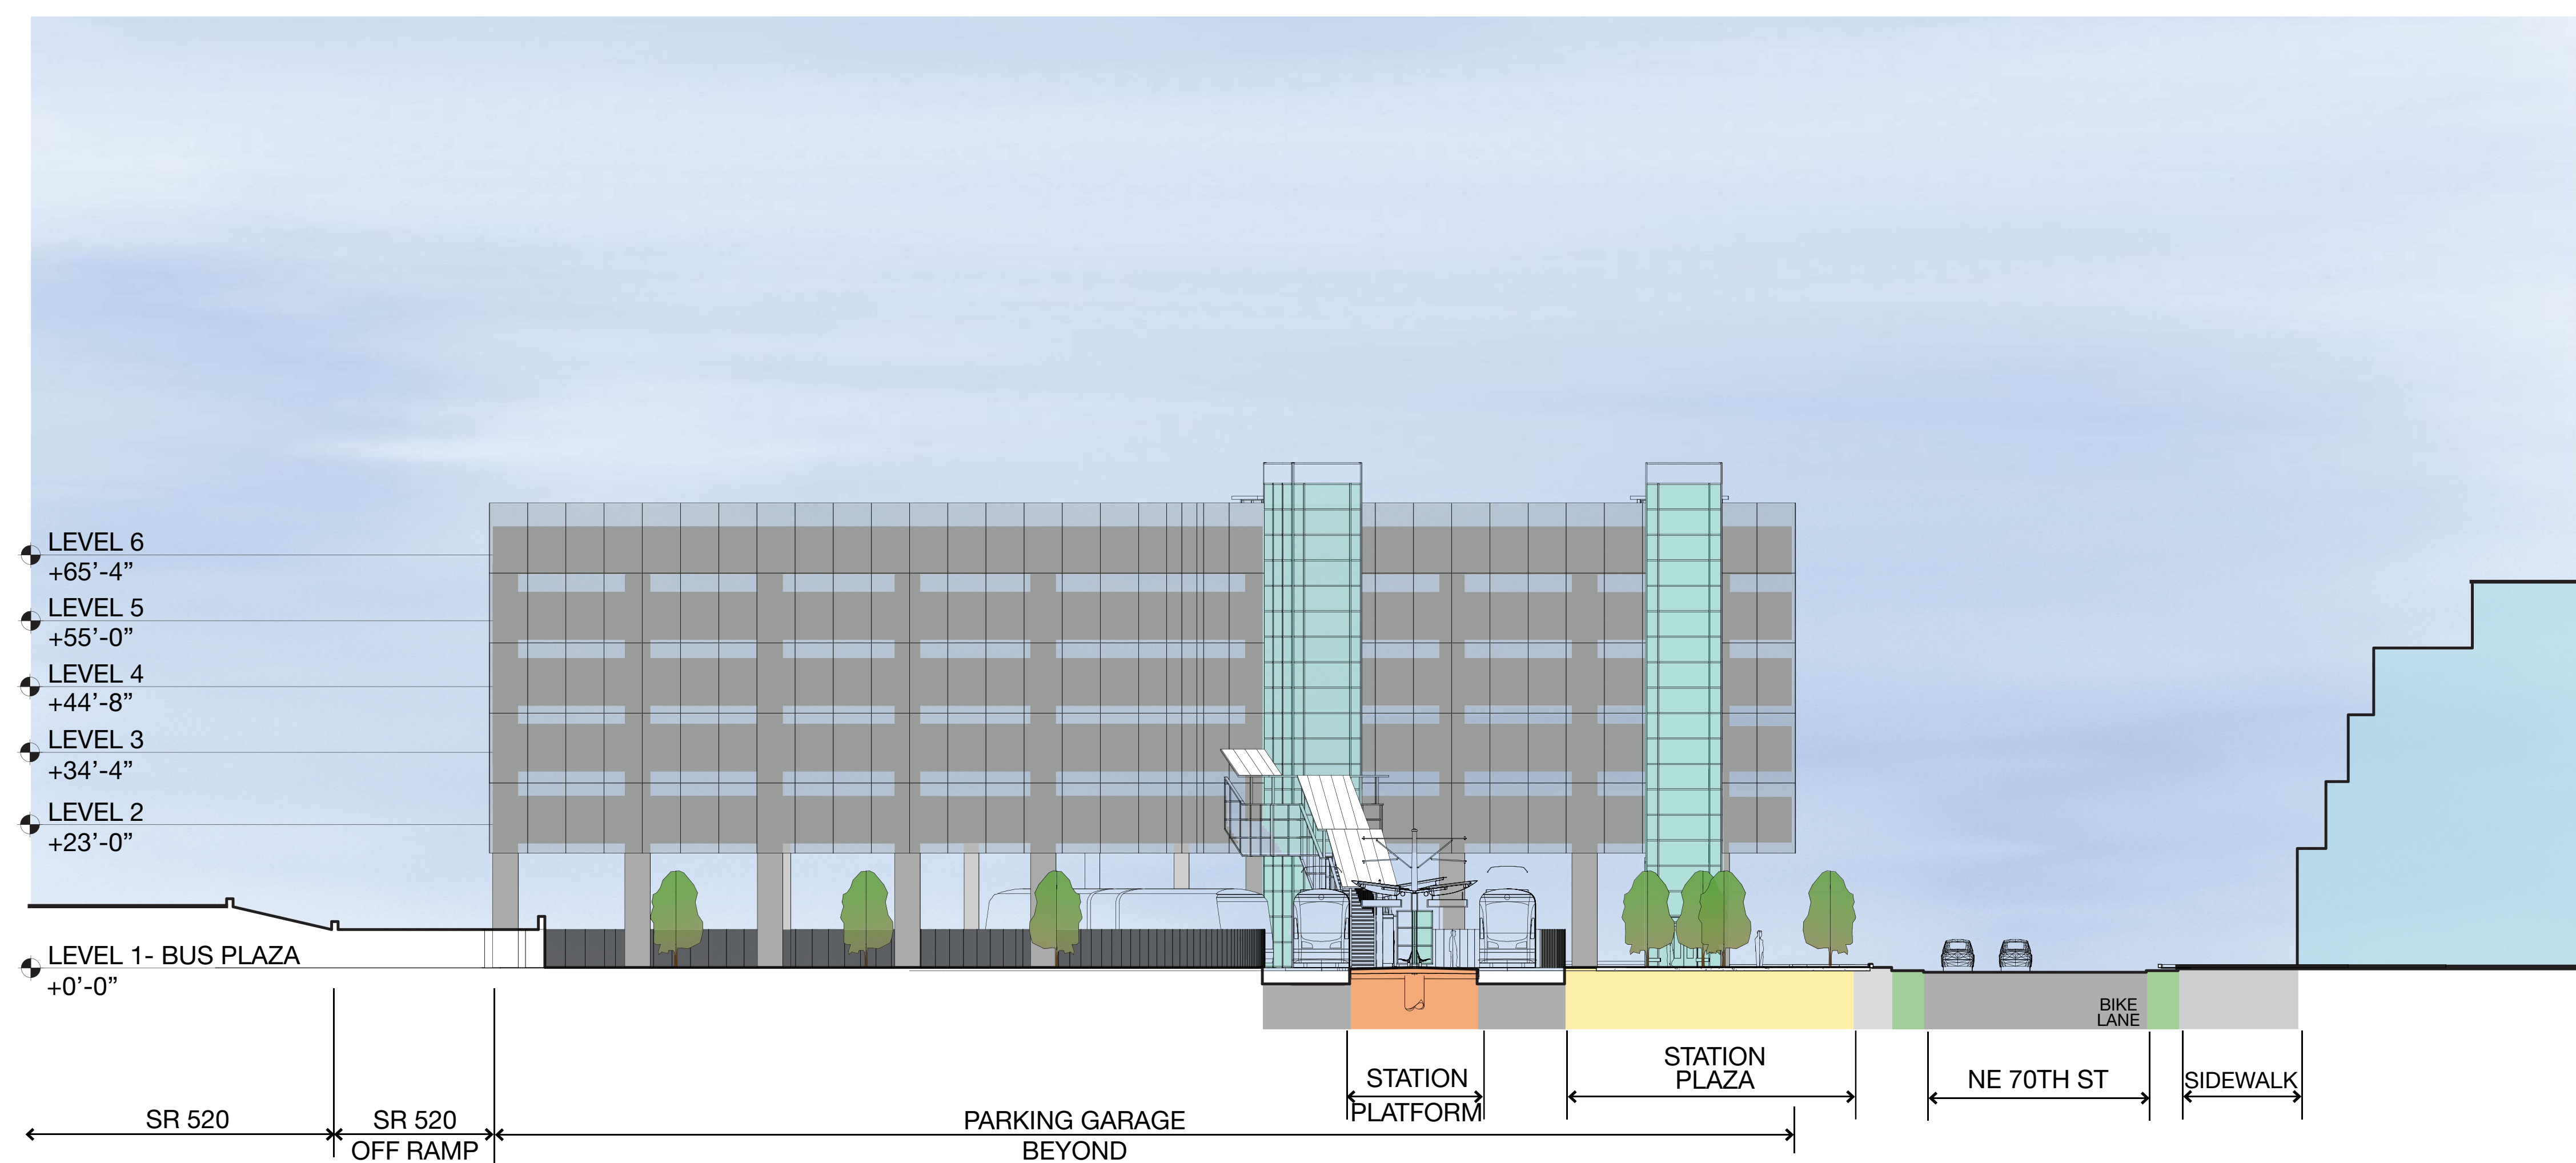 LEVEL 6
+65’-4”
LEVEL 5
+55’-0”
LEVEL 4
+44’-8”
LEVEL 3
+34’-4”
LEVEL 2
+23’-0”
LEVEL 1- BUS PLAZA
+0’-0”
BIKE
LANE
STATION
PLATFORM
STATION
PLAZA
NE 70TH ST
SIDEWALK
SR 520
SR 520
OFF RAMP
PARKING GARAGE
BEYOND